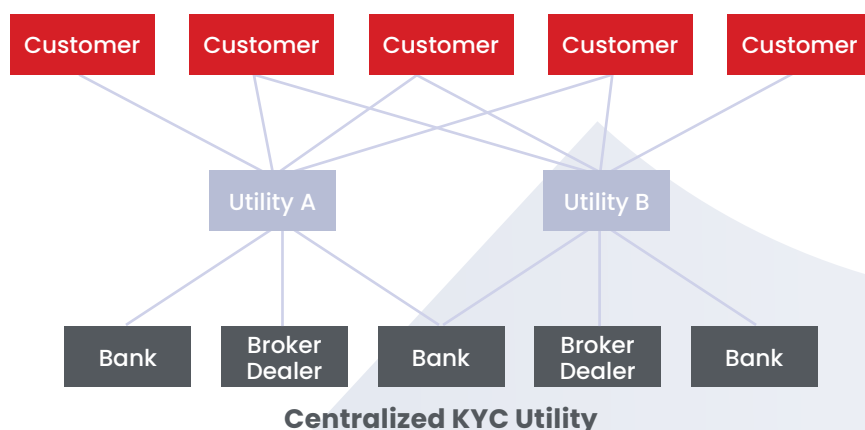 Customer
Customer
Customer
Customer
Customer
Utility A
Utility B
Bank
Broker
Dealer
Bank
Broker
Dealer
Bank
Centralized KYC Utility